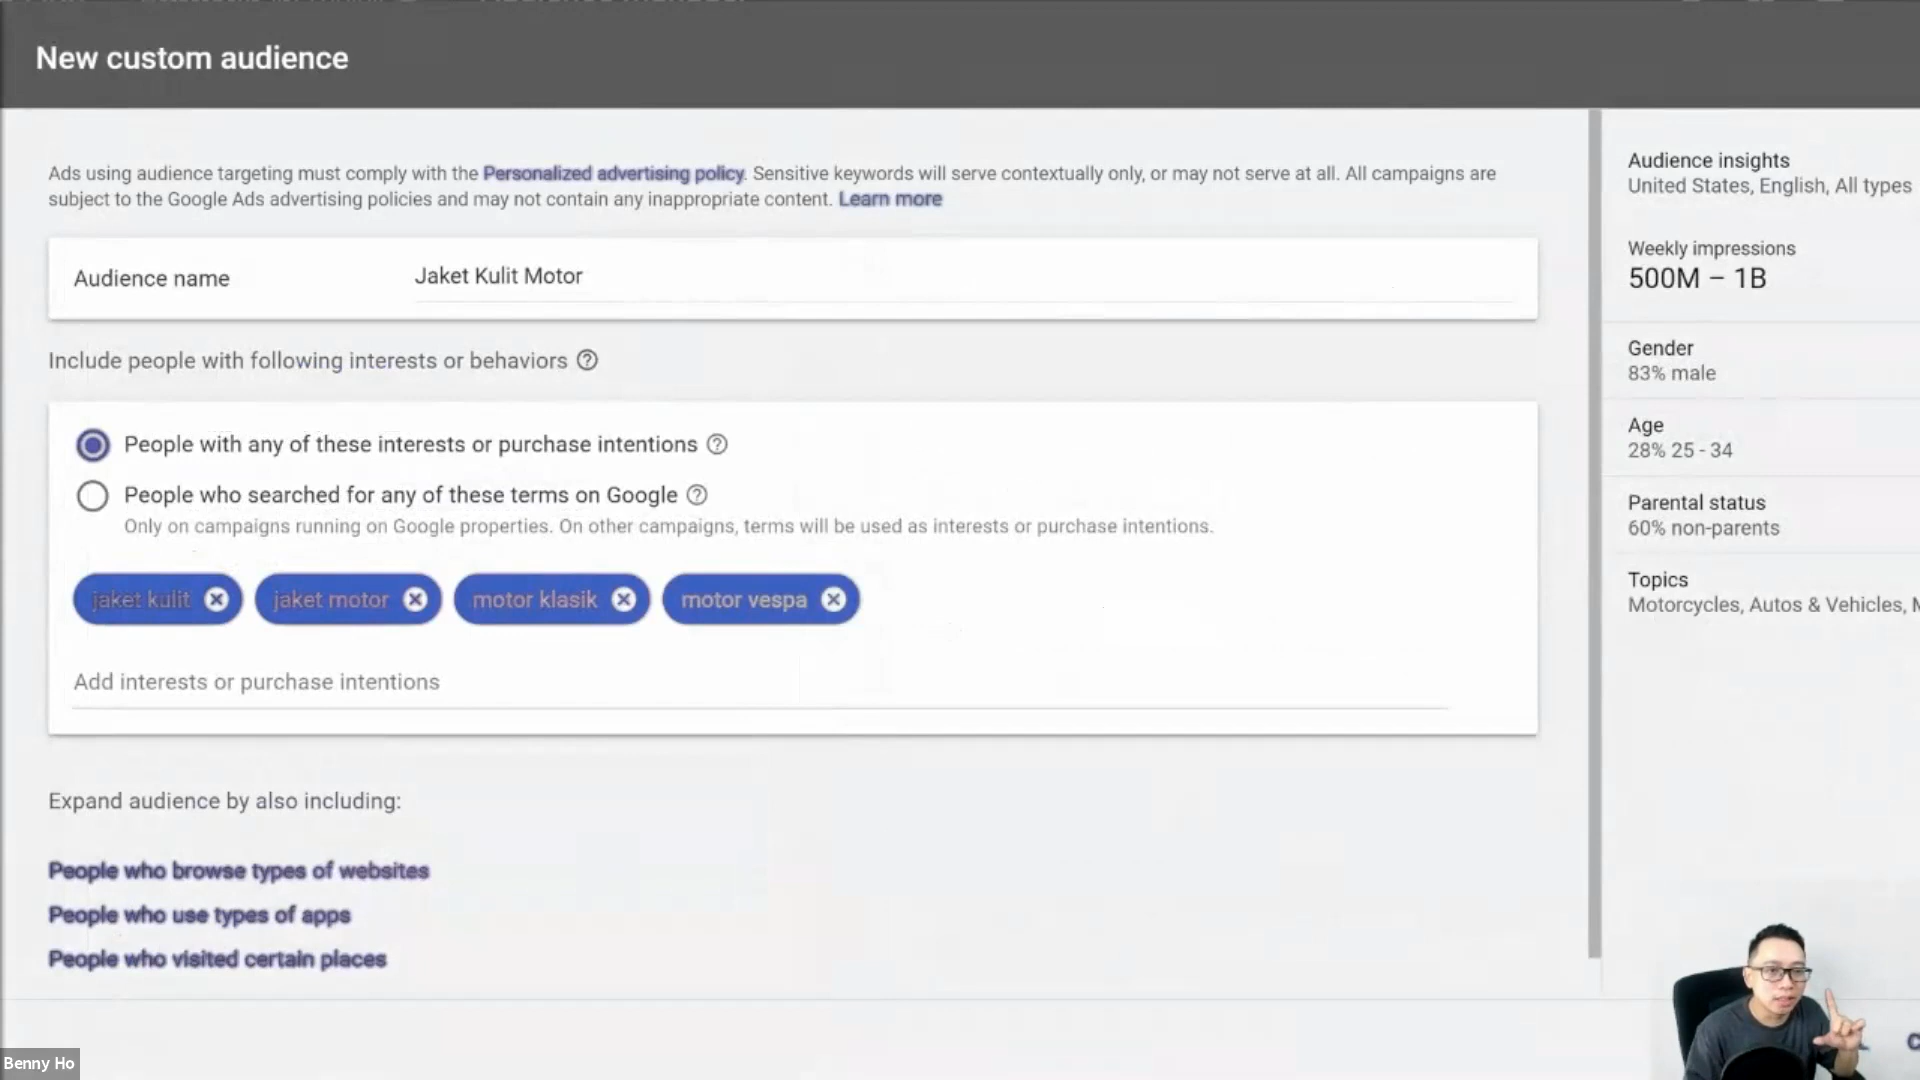 New custom audience
Ads using audience targeting must comply with the Personalized advertising policy. Sensitive keywords will serve contextually only, or may not serve at all. All campaigns are
subject to the Google Ads advertising policies and may not contain any inappropriate content. Learn more
Audience name
Jaket Kulit Motor
Include people with following interests or behaviors
People with any of these interests or purchase intentions
People who searched for any of these terms on Google
Only on campaigns running on Google properties. On other campaigns, terms will be used as interests or purchase intentions.
jaket kulit
jaket motor
motor klasik
motor vespa
Add interests or purchase intentions
Expand audience by also including:
People who browse types of websites
People who use types of apps
People who visited certain places
Audience insights
United States, English, All types
Weekly impressions
500M – 1B
Gender
83% male
Age
28% 25 - 34
Parental status
60% non-parents
Topics
Motorcycles, Autos & Vehicles,
Benny Ho